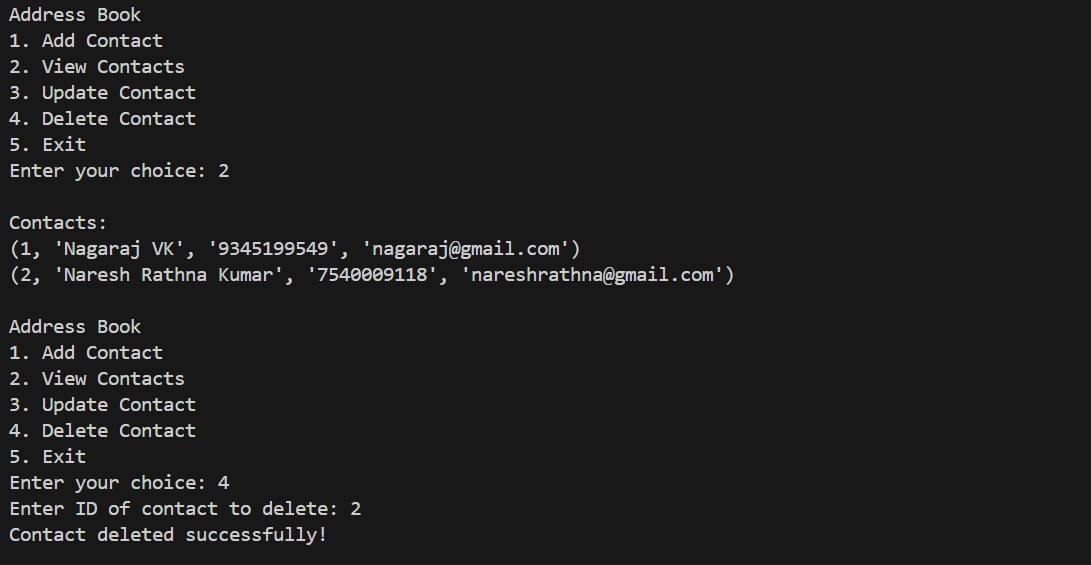 Address Book
1. Add Contact
2. View Contacts
3. Update Contact
4. Delete Contact
5. Exit
Enter your choice: 2
Contacts:
(1, 'Nagaraj VK', '9345199549', 'nagaraj@gmail.com')
(2, 'Naresh Rathna Kumar', '7540009118', 'nareshrathna@gmail.com')
Address Book
1. Add Contact
2. View Contacts
3. Update Contact
4. Delete Contact
5. Exit
Enter your choice: 4
Enter ID of contact to delete: 2
Contact deleted successfully!